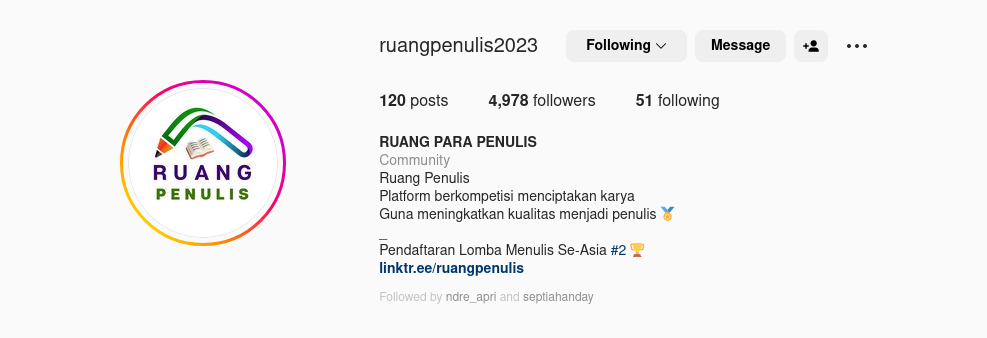 ruangpenulis2023 Following Message
120 posts 4,978 followers 51 following
RUANG PENULIS
RUANG PARA PENULIS
Community
Ruang Penulis
Platform berkompetisi menciptakan karya
Guna meningkatkan kualitas menjadi penulis 🏅
_
Pendaftaran Lomba Menulis Se-Asia #2 🏆
linktr.ee/ruangpenulis
Followed by ndre_apri and septiahanday